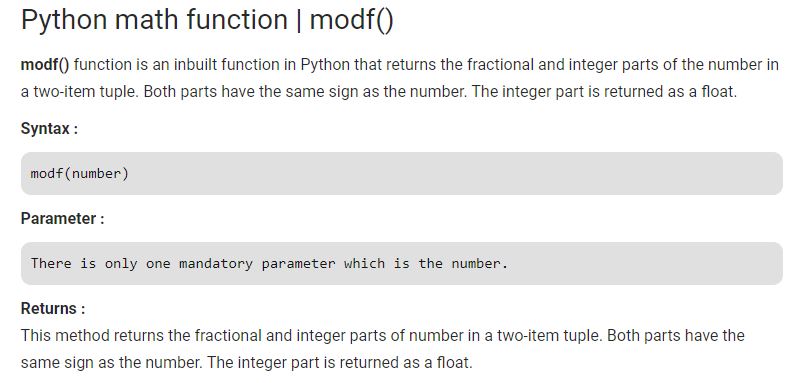 Python math function | modf()
modf() function is an inbuilt function in Python that returns the fractional and integer parts of the number in
a two-item tuple. Both parts have the same sign as the number. The integer part is returned as a float.
Syntax :
modf(number)
Parameter :
There is only one mandatory parameter which is the number.
Returns :
This method returns the fractional and integer parts of number in a two-item tuple. Both parts have the
same sign as the number. The integer part is returned as a float.